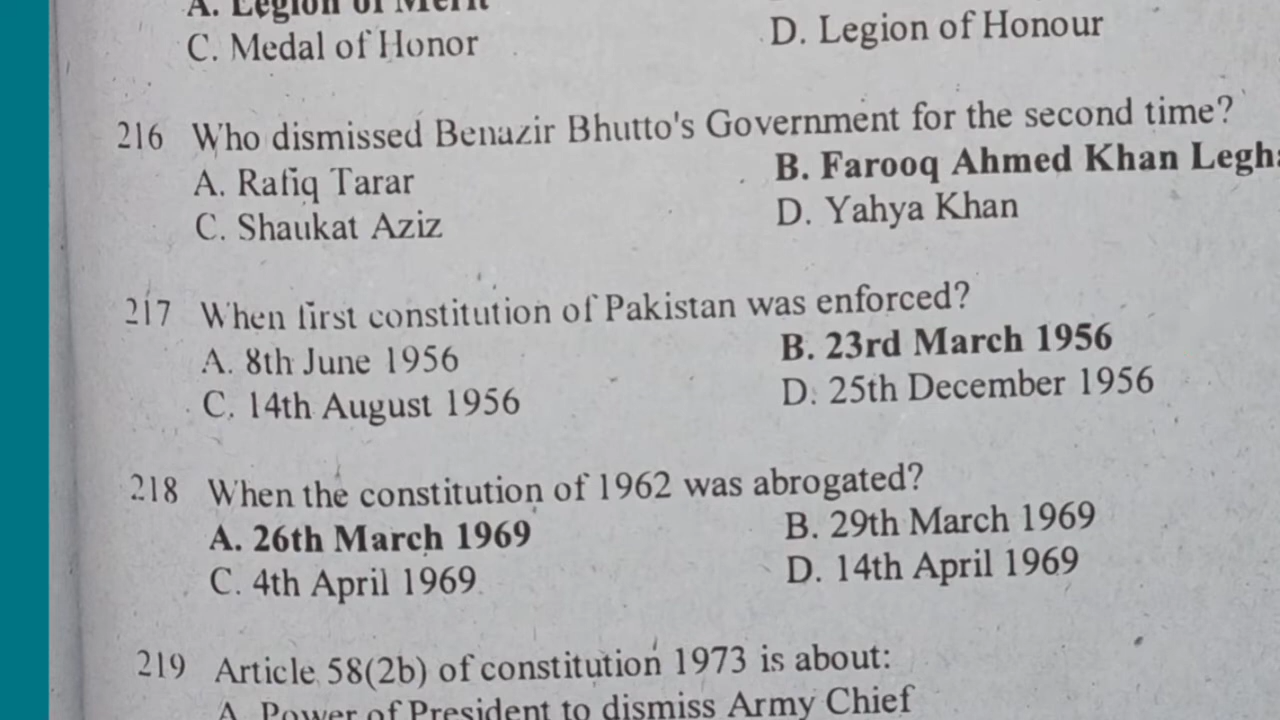 A. Legion of Merit
C. Medal of Honor
D. Legion of Honour
216 Who dismissed Benazir Bhutto's Government for the second time?
A. Rafiq Tarar
B. Farooq Ahmed Khan
C. Shaukat Aziz
D. Yahya Khan
217 When first constitution of Pakistan was enforced?
A. 8th June 1956
B. 23rd March 1956
C. 14th August 1956
D. 25th December 1956
218 When the constitution of 1962 was abrogated?
A. 26th March 1969
B. 29th March 1969
C. 4th April 1969
D. 14th April 1969
219 Article 58(2b) of constitution 1973 is about:
A. Power of President to dismiss Army Chief